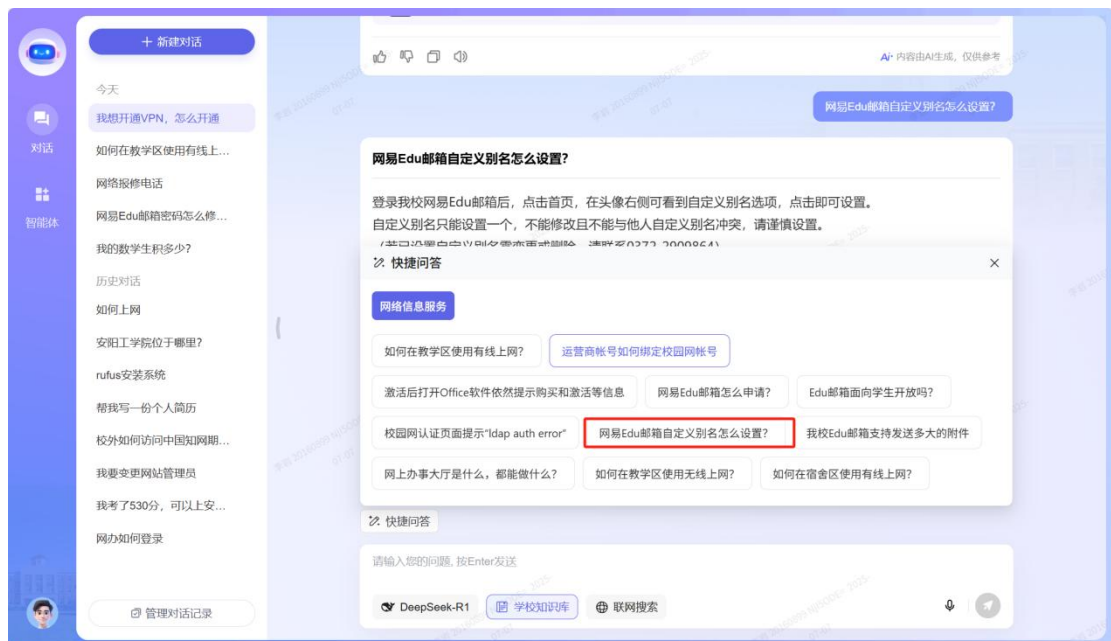 + 新建对话
今天
我想开通VPN，怎么开通
如何在教学区使用有线上...
网络报修电话
网易Edu邮箱密码怎么修...
我的数学生积多少?
历史对话
如何上网
安阳工学院位于哪里?
rufus安装系统
帮我写一份个人简历
校外如何访问中国知网期...
我要变更网站管理员
我考了530分，可以上安...
网办如何登录
管理对话记录
对话
智能体
Ai· 内容由AI生成，仅供参考
网易Edu邮箱自定义别名怎么设置?
网易Edu邮箱自定义别名怎么设置?
登录我校网易Edu邮箱后，点击首页，在头像右侧可看到自定义别名选项，点击即可设置。
自定义别名只能设置一个，不能修改且不能与他人自定义别名冲突，请谨慎设置。
（若已设置自定义别名需变更或删除，请联系0372-2909864）
快捷问答
网络信息服务
如何在教学区使用有线上网?
运营商帐号如何绑定校园网帐号
激活后打开Office软件依然提示购买和激活等信息
网易Edu邮箱怎么申请?
Edu邮箱面向学生开放吗?
校园网认证页面提示"ldap auth error"
网易Edu邮箱自定义别名怎么设置?
我校Edu邮箱支持发送多大的附件
网上办事大厅是什么，都能做什么?
如何在教学区使用无线上网?
如何在宿舍区使用有线上网?
快捷问答
请输入您的问题, 按Enter发送
DeepSeek-R1
学校知识库
联网搜索